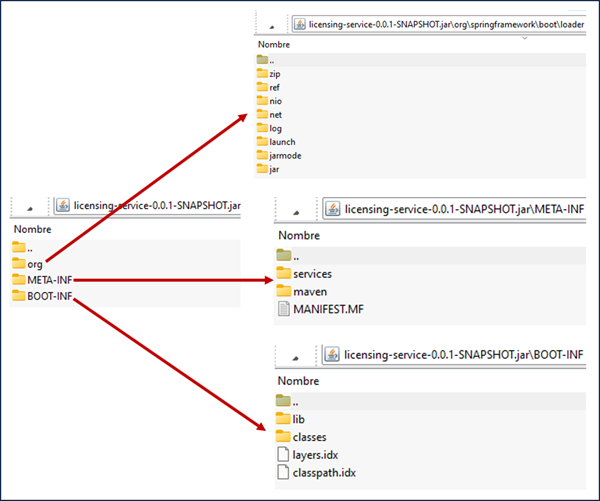 licensing-service-0.0.1-SNAPSHOT.jar\org\springframework\boot\loader
Nombre
..
zip
ref
nio
net
log
launch
jarmode
jar
licensing-service-0.0.1-SNAPSHOT.jar
Nombre
..
org
META-INF
BOOT-INF
licensing-service-0.0.1-SNAPSHOT.jar\META-INF
Nombre
..
services
maven
MANIFEST.MF
licensing-service-0.0.1-SNAPSHOT.jar\BOOT-INF
Nombre
..
lib
classes
layers.idx
classpath.idx